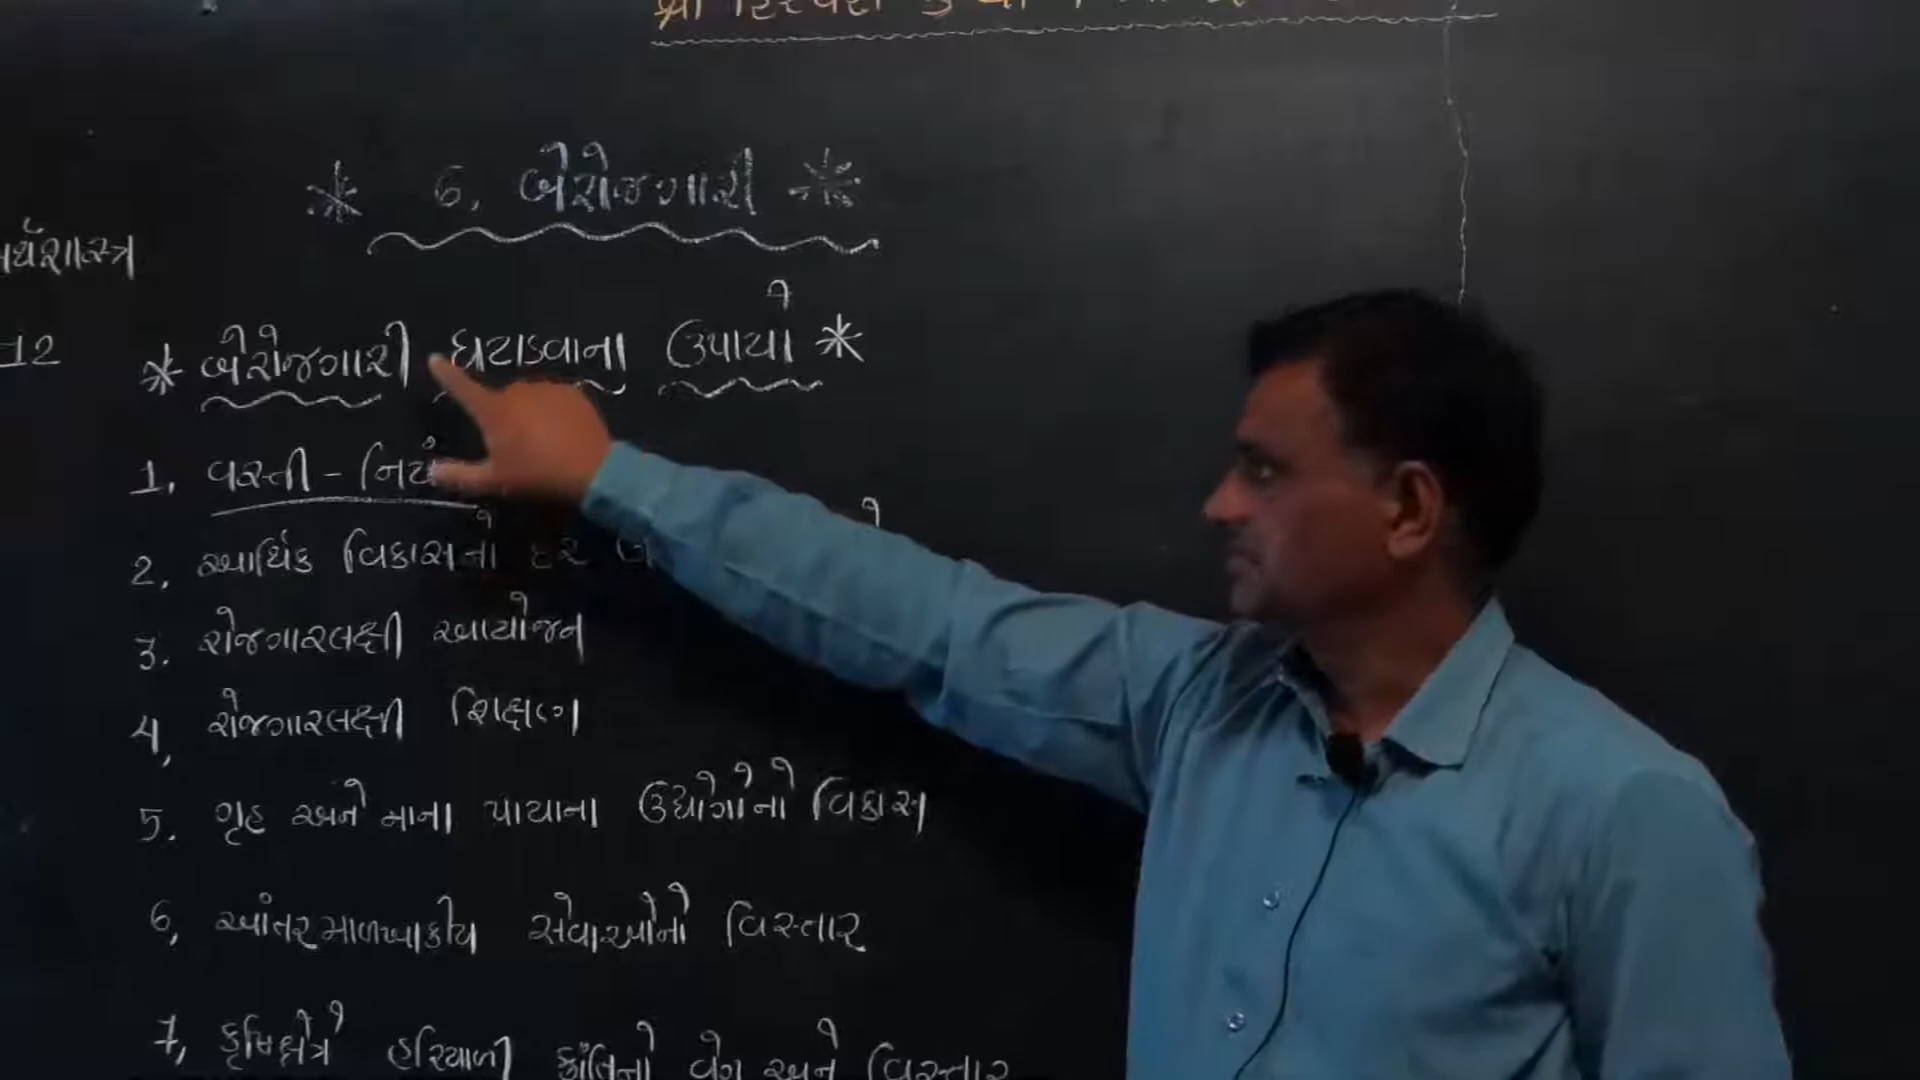 શ્રી
* 6. બેરોજગારી *
અર્થશાસ્ત્ર
12
* બેરોજગારી ઘટાડવાના ઉપાયો *
1. વસ્તી - નિયં
2. આર્થિક વિકાસનો દર
3. રોજગારલક્ષી આયોજન
4. રોજગારલક્ષી શિક્ષણ
5. ગૃહ અને નાના પાયાના ઉદ્યોગોનો વિકાસ
6. આંતરમાળખાકીય સેવાઓનો વિસ્તાર
7. કૃષિક્ષેત્રે હરિયાળી ક્રાંતિનો વેગ અને વિસ્તાર